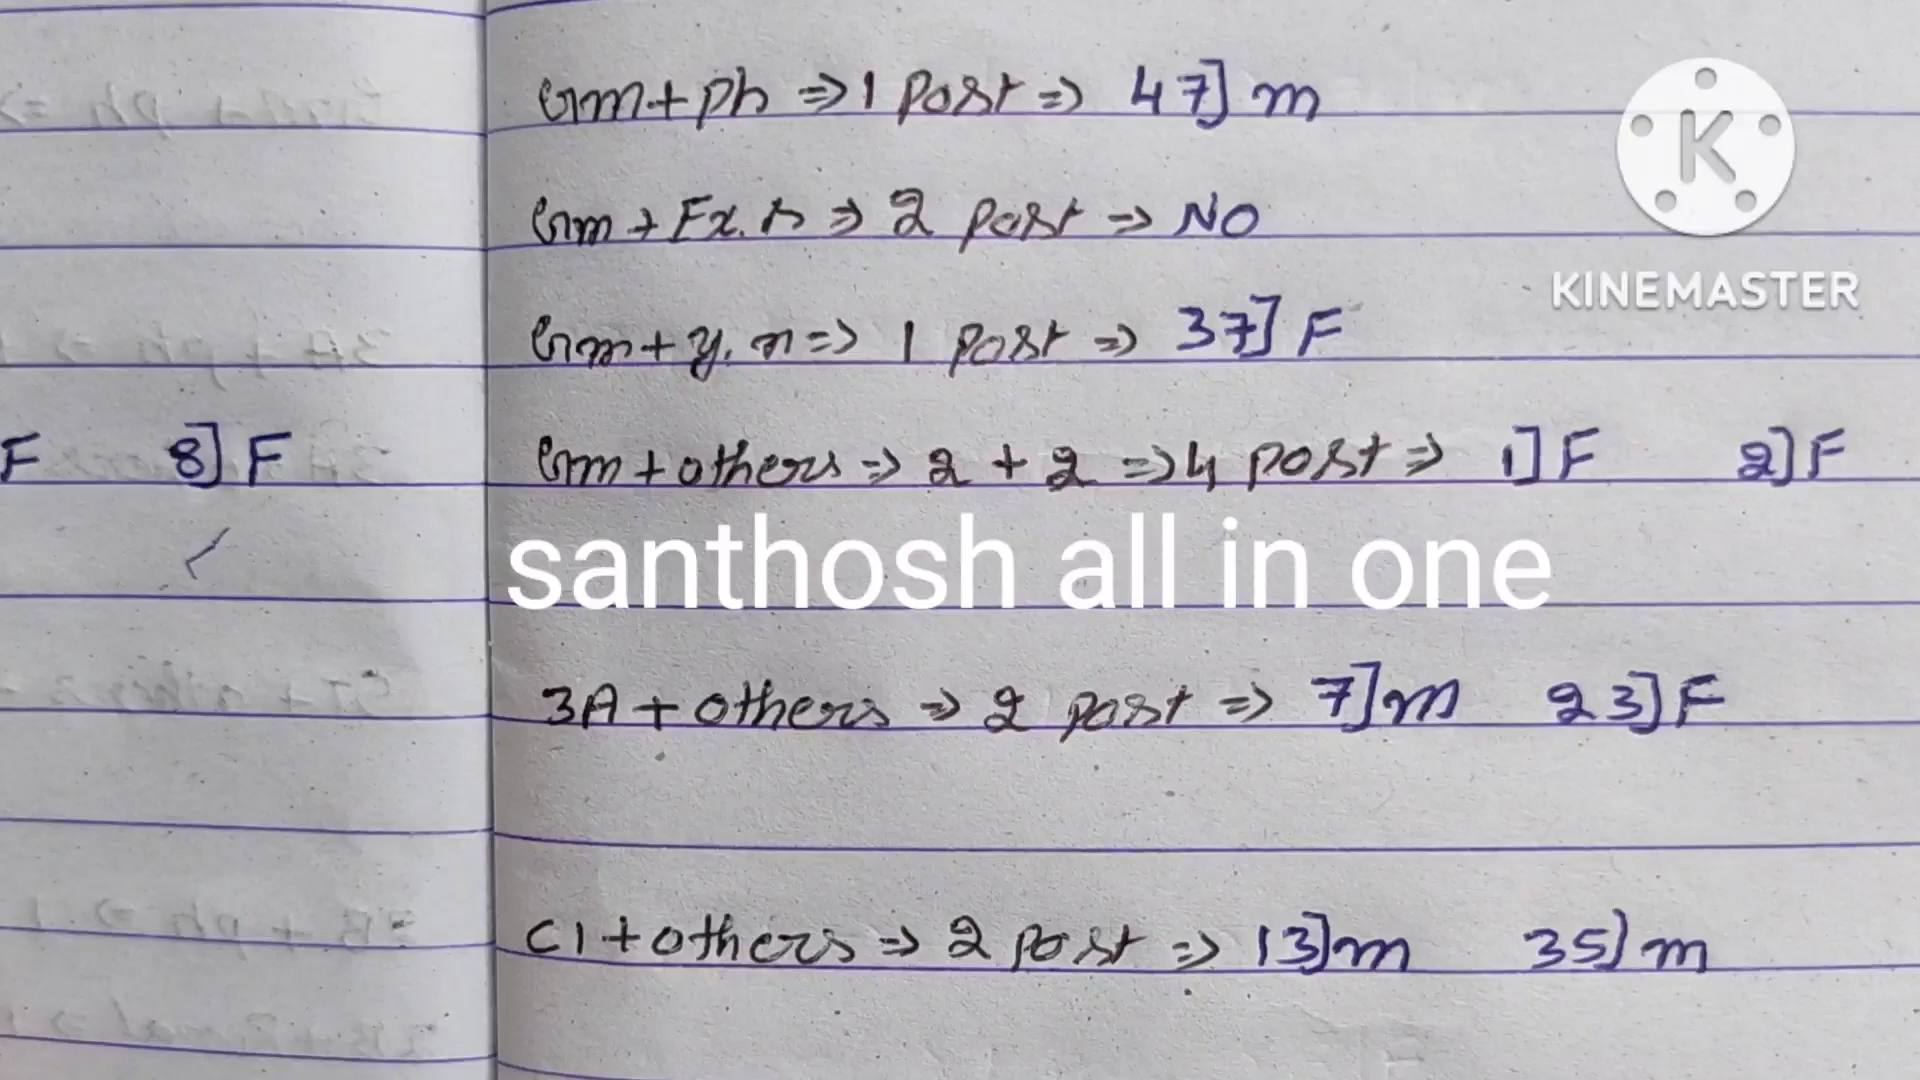 Gm+ph => 1 post => 47] m
Gm+Ex.s => 2 post => NO
Gm+y.n => 1 post => 37] F
F 8] F
Gm+others => 2 + 2 => 4 post => 1] F 2] F
santhosh all in one
3A + others => 2 post => 7] m 23] F
C1 + others => 2 post => 13] m 35] m
K
KINEMASTER